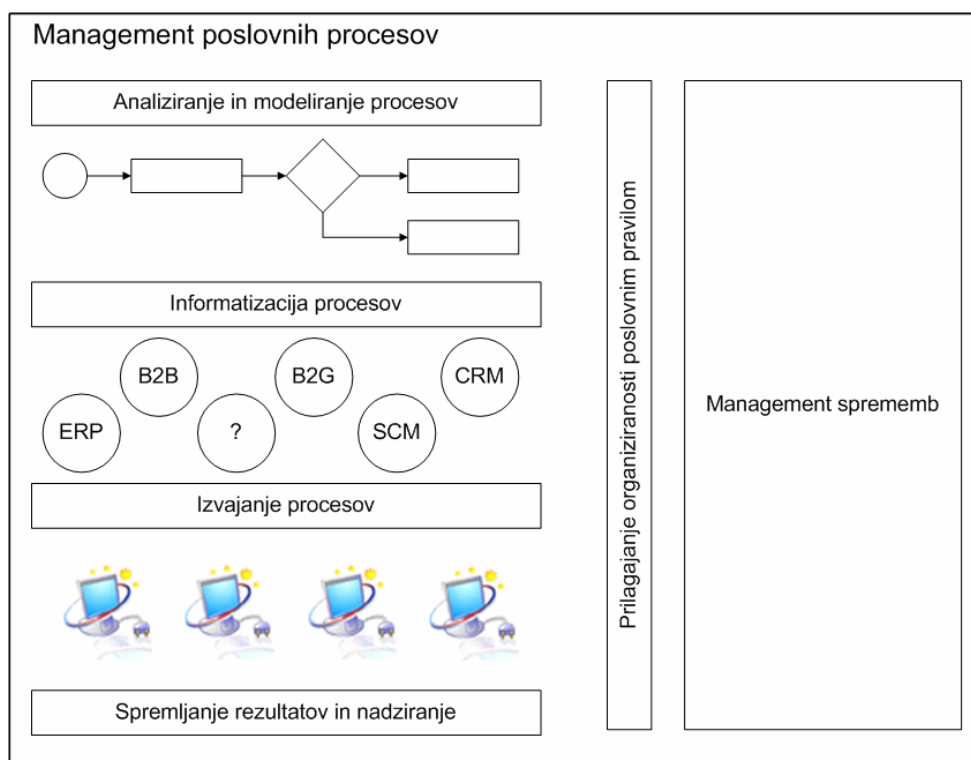 Management poslovnih procesov
Analiziranje in modeliranje procesov
Informatizacija procesov
B2B
B2G
CRM
ERP
?
SCM
Izvajanje procesov
Spremljanje rezultatov in nadziranje
Prilagajanje organiziranosti poslovnim pravilom
Management sprememb